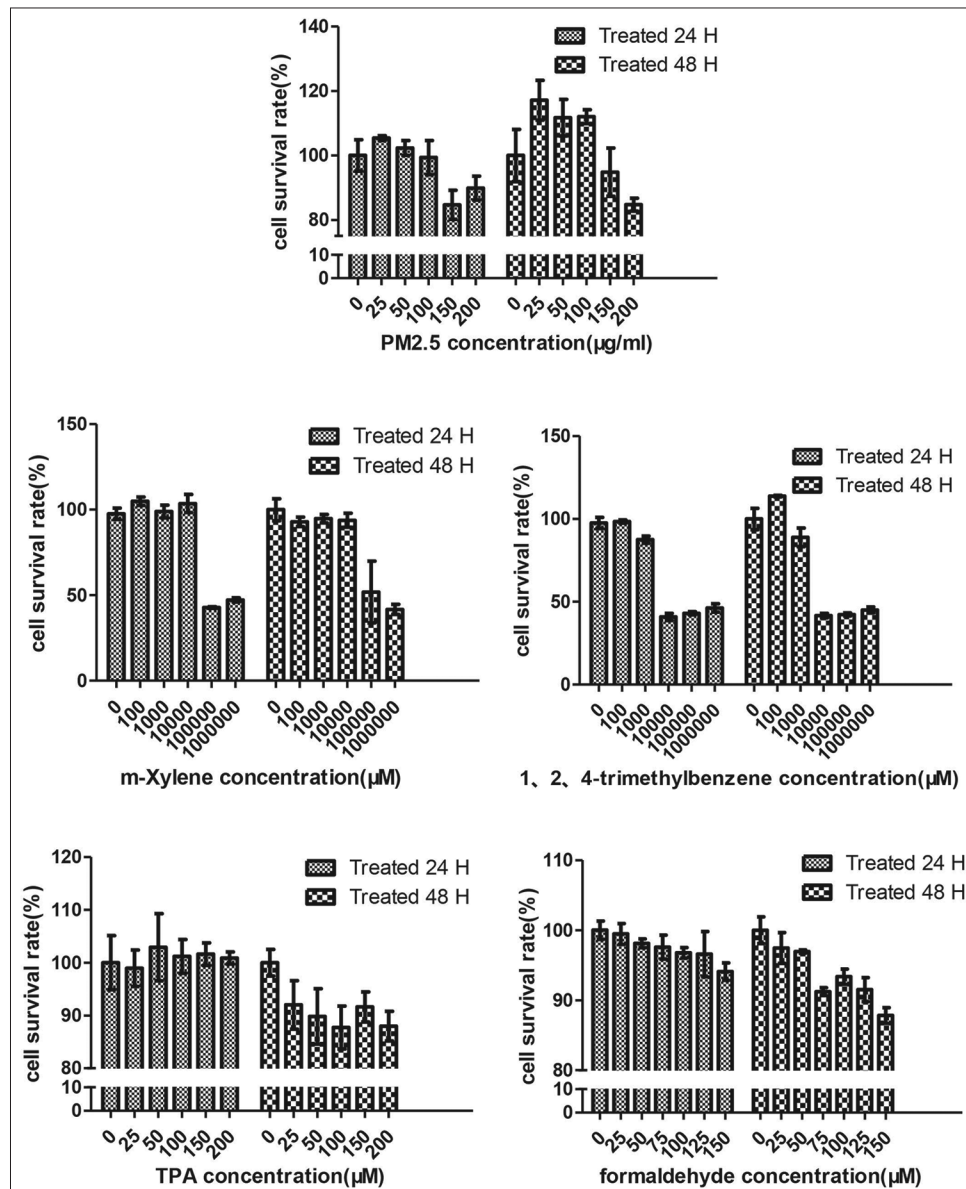 140
120
100
80
10
0
cell survival rate(%)
Treated 24 H
Treated 48 H
0 25 50 100 150 200 0 25 50 100 150 200
PM2.5 concentration(µg/ml)
150
100
50
0
cell survival rate(%)
Treated 24 H
Treated 48 H
0 100 1000 10000 100000 1000000 0 100 1000 10000 100000 1000000
m-Xylene concentration(µM)
150
100
50
0
cell survival rate(%)
Treated 24 H
Treated 48 H
0 100 1000 10000 100000 1000000 0 100 1000 10000 100000 1000000
1、2、4-trimethylbenzene concentration(µM)
120
110
100
90
80
10
0
cell survival rate(%)
Treated 24 H
Treated 48 H
0 25 50 100 150 200 0 25 50 100 150 200
TPA concentration(µM)
110
100
90
80
10
0
cell survival rate(%)
Treated 24 H
Treated 48 H
0 25 50 75 100 125 150 0 25 50 75 100 125 150
formaldehyde concentration(µM)